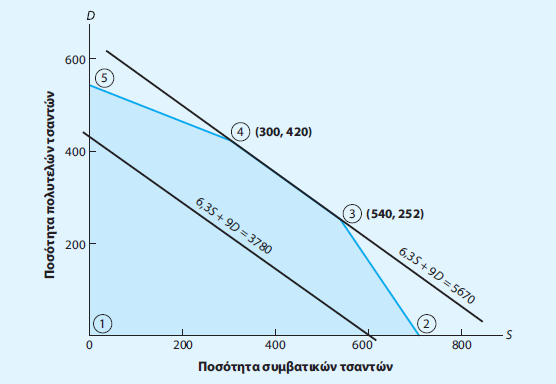 D
Ποσότητα πολυτελών τσαντών
600
400
200
5
4 (300, 420)
3 (540, 252)
6,3S + 9D = 3780
6,3S + 9D = 5670
1
2
S
0 200 400 600 800
Ποσότητα συμβατικών τσαντών